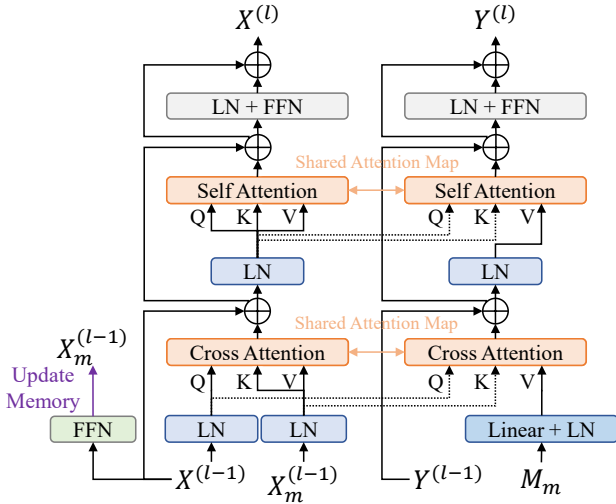 X^(l) Y^(l)
LN + FFN LN + FFN
Shared Attention Map
Self Attention Self Attention
Q K V Q K V
LN LN
Shared Attention Map
X_m^(l−1)
Cross Attention Cross Attention
Update
Memory
Q K V Q K V
FFN LN LN Linear + LN
X^(l−1) X_m^(l−1) Y^(l−1) M_m